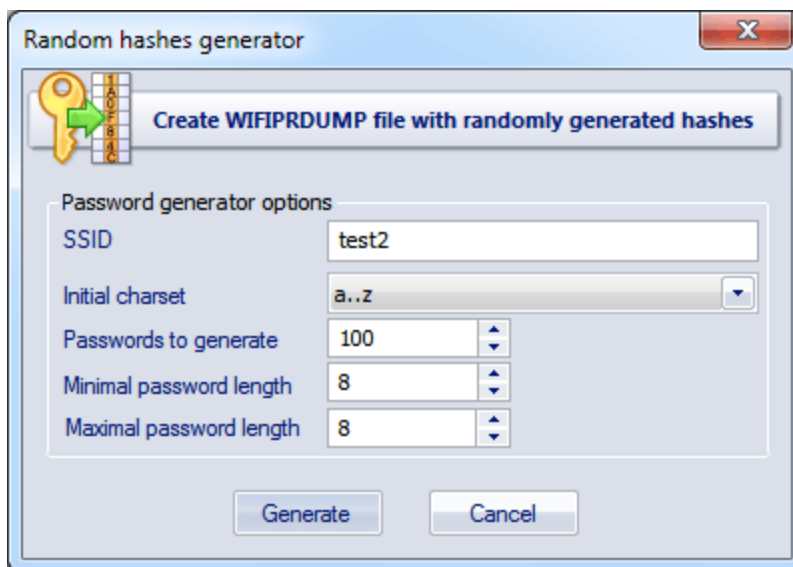 Random hashes generator
Create WIFIPRDUMP file with randomly generated hashes
Password generator options
SSID test2
Initial charset a..z
Passwords to generate 100
Minimal password length 8
Maximal password length 8
Generate Cancel